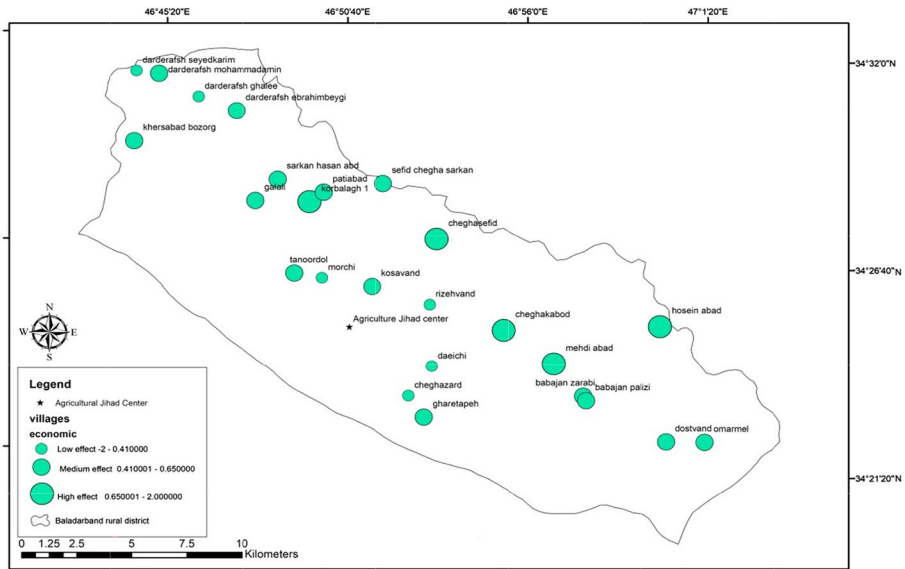 46°45'20"E 46°50'40"E 46°56'0"E 47°1'20"E
34°32'0"N
darderafsh seyedkarim
darderafsh mohammadamin
darderafsh ghalee
darderafsh ebrahimbeygi
khersabad bozorg
sarkan hasan abd
patiabad
sefid chegha sarkan
galali
korbalagh 1
cheghasefid
34°26'40"N
tanoordol
morchi
kosavand
rizehvand
hosein abad
Agriculture Jihad center
cheghakabod
N
W E
S
daeichi
mehdi abad
cheghazard
babajan zarabi
babajan palizi
gharetapeh
dostvand omarmel
34°21'20"N
Legend
Agricultural Jihad Center
villages
economic
Low effect -2 - 0.410000
Medium effect 0.410001 - 0.650000
High effect 0.650001 - 2.000000
Baladarband rural district
0 1.25 2.5 5 7.5 10
Kilometers